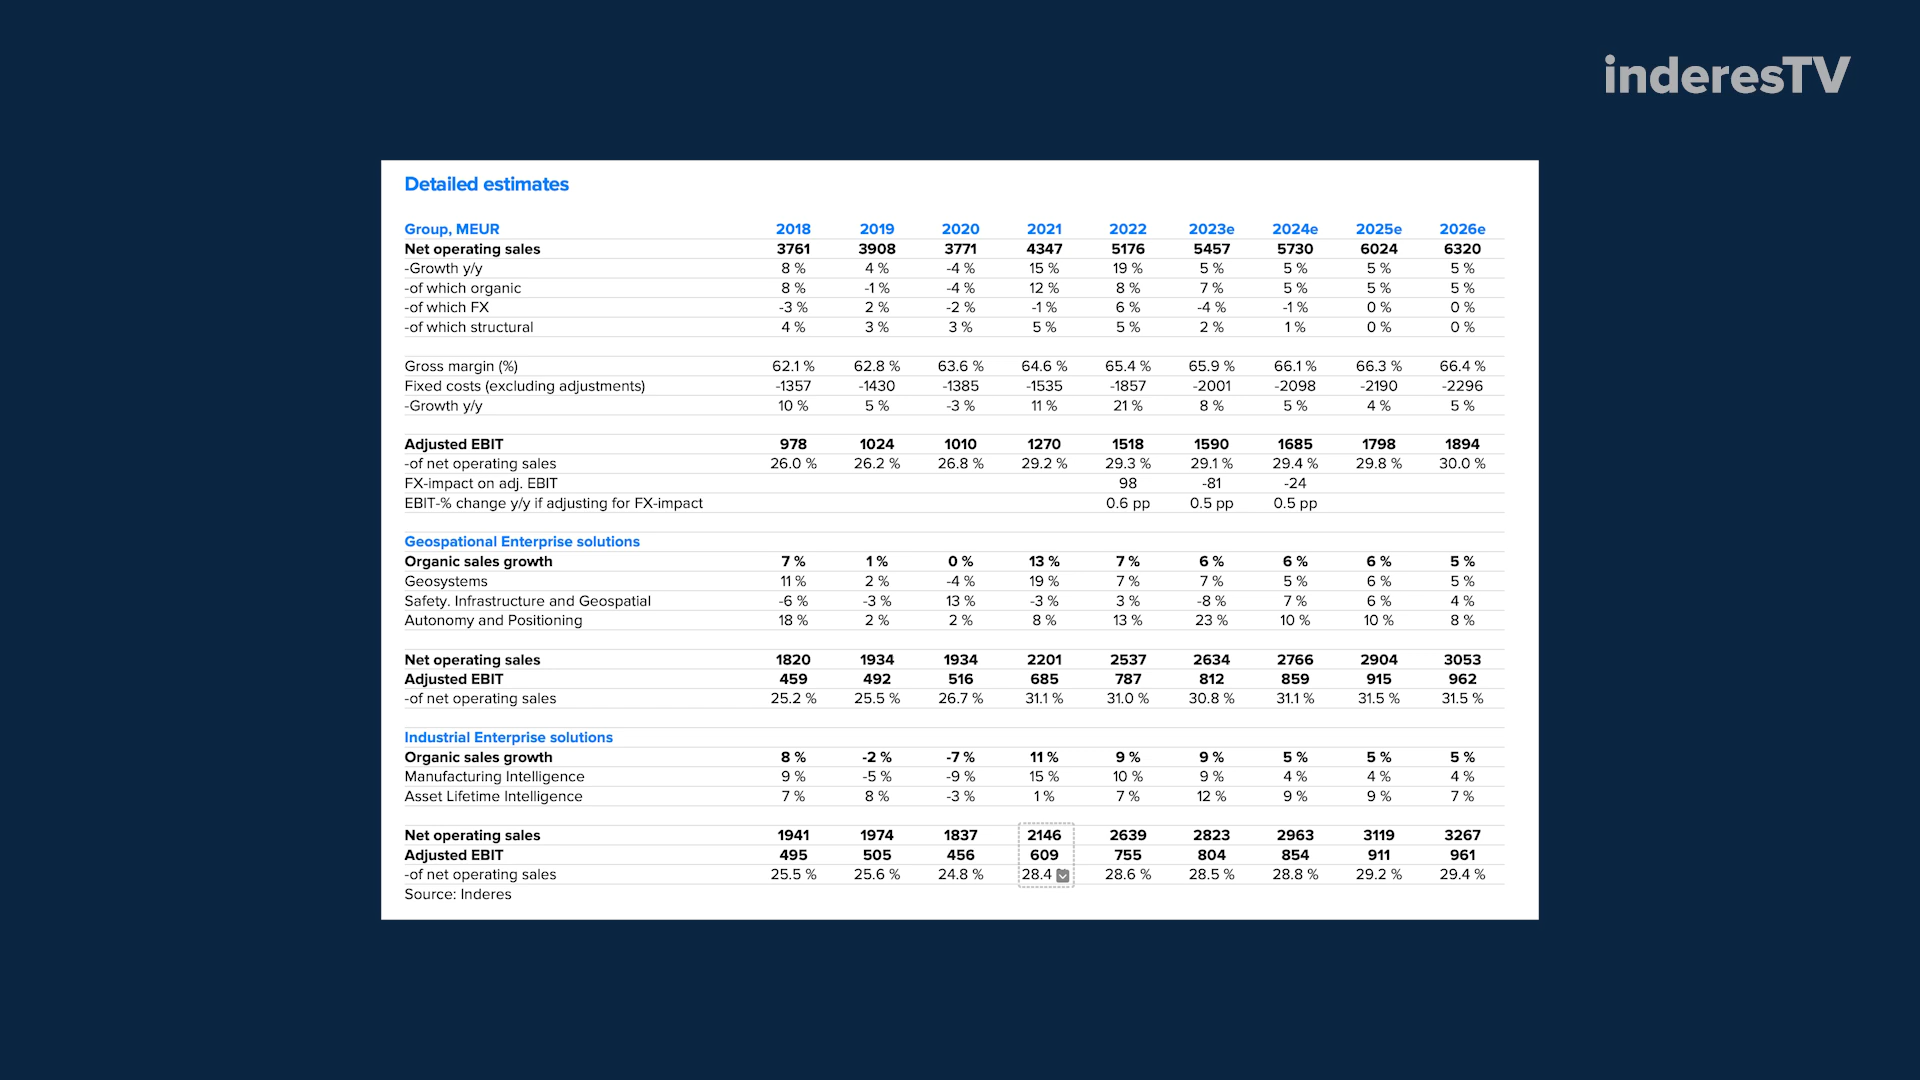 inderesTV
Detailed estimates
Group, MEUR 2018 2019 2020 2021 2022 2023e 2024e 2025e 2026e
Net operating sales 3761 3908 3771 4347 5176 5457 5730 6024 6320
-Growth y/y 8 % 4 % -4 % 15 % 19 % 5 % 5 % 5 % 5 %
-of which organic 8 % -1 % -4 % 12 % 8 % 7 % 5 % 5 % 5 %
-of which FX -3 % 2 % -2 % -1 % 6 % -4 % -1 % 0 % 0 %
-of which structural 4 % 3 % 3 % 5 % 5 % 2 % 1 % 0 % 0 %
Gross margin (%) 62.1 % 62.8 % 63.6 % 64.6 % 65.4 % 65.9 % 66.1 % 66.3 % 66.4 %
Fixed costs (excluding adjustments) -1357 -1430 -1385 -1535 -1857 -2001 -2098 -2190 -2296
-Growth y/y 10 % 5 % -3 % 11 % 21 % 8 % 5 % 4 % 5 %
Adjusted EBIT 978 1024 1010 1270 1518 1590 1685 1798 1894
-of net operating sales 26.0 % 26.2 % 26.8 % 29.2 % 29.3 % 29.1 % 29.4 % 29.8 % 30.0 %
FX-impact on adj. EBIT 98 -81 -24
EBIT-% change y/y if adjusting for FX-impact 0.6 pp 0.5 pp 0.5 pp
Geospational Enterprise solutions
Organic sales growth 7 % 1 % 0 % 13 % 7 % 6 % 6 % 6 % 5 %
Geosystems 11 % 2 % -4 % 19 % 7 % 7 % 5 % 6 % 5 %
Safety. Infrastructure and Geospatial -6 % -3 % 13 % -3 % 3 % -8 % 7 % 6 % 4 %
Autonomy and Positioning 18 % 2 % 2 % 8 % 13 % 23 % 10 % 10 % 8 %
Net operating sales 1820 1934 1934 2201 2537 2634 2766 2904 3053
Adjusted EBIT 459 492 516 685 787 812 859 915 962
-of net operating sales 25.2 % 25.5 % 26.7 % 31.1 % 31.0 % 30.8 % 31.1 % 31.5 % 31.5 %
Industrial Enterprise solutions
Organic sales growth 8 % -2 % -7 % 11 % 9 % 9 % 5 % 5 % 5 %
Manufacturing Intelligence 9 % -5 % -9 % 15 % 10 % 9 % 4 % 4 % 4 %
Asset Lifetime Intelligence 7 % 8 % -3 % 1 % 7 % 12 % 9 % 9 % 7 %
Net operating sales 1941 1974 1837 2146 2639 2823 2963 3119 3267
Adjusted EBIT 495 505 456 609 755 804 854 911 961
-of net operating sales 25.5 % 25.6 % 24.8 % 28.4 28.6 % 28.5 % 28.8 % 29.2 % 29.4 %
Source: Inderes